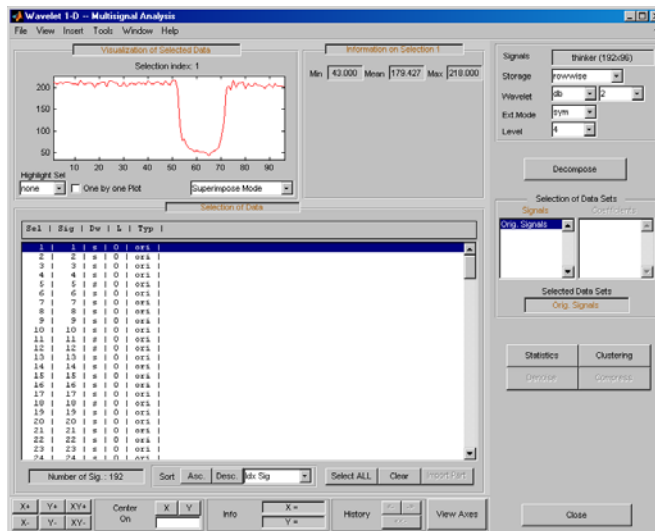 Wavelet 1-D -- Multisignal Analysis
File View Insert Tools Window Help
Visualization of Selected Data
Selection index: 1
200
150
100
50
10 20 30 40 50 60 70 80 90
Highlight Sel
none One by one Plot Superimpose Mode
Information on Selection 1
Min 43.000 Mean 179.427 Max 218.000
Signals thinker (192x96)
Storage rowwise
Wavelet db 2
Ext.Mode sym
Level 4
Decompose
Selection of Data Sets
Signals Coefficients
Orig. Signals
Selected Data Sets
Orig. Signals
Statistics Clustering
Denoise Compress
Close
Selection of Data
Sel | Sig | Dw | L | Typ |
1 | 1 | s | 0 | ori |
2 | 2 | s | 0 | ori |
3 | 3 | s | 0 | ori |
4 | 4 | s | 0 | ori |
5 | 5 | s | 0 | ori |
6 | 6 | s | 0 | ori |
7 | 7 | s | 0 | ori |
8 | 8 | s | 0 | ori |
9 | 9 | s | 0 | ori |
10 | 10 | s | 0 | ori |
11 | 11 | s | 0 | ori |
12 | 12 | s | 0 | ori |
13 | 13 | s | 0 | ori |
14 | 14 | s | 0 | ori |
15 | 15 | s | 0 | ori |
16 | 16 | s | 0 | ori |
17 | 17 | s | 0 | ori |
18 | 18 | s | 0 | ori |
19 | 19 | s | 0 | ori |
20 | 20 | s | 0 | ori |
21 | 21 | s | 0 | ori |
22 | 22 | s | 0 | ori |
23 | 23 | s | 0 | ori |
24 | 24 | s | 0 | ori |
Number of Sig. : 192 Sort Asc. Desc. Idx Sig Select ALL Clear Import Part.
X+ Y+ XY+ Center X Y Info X = History View Axes
X- Y- XY- On Y =